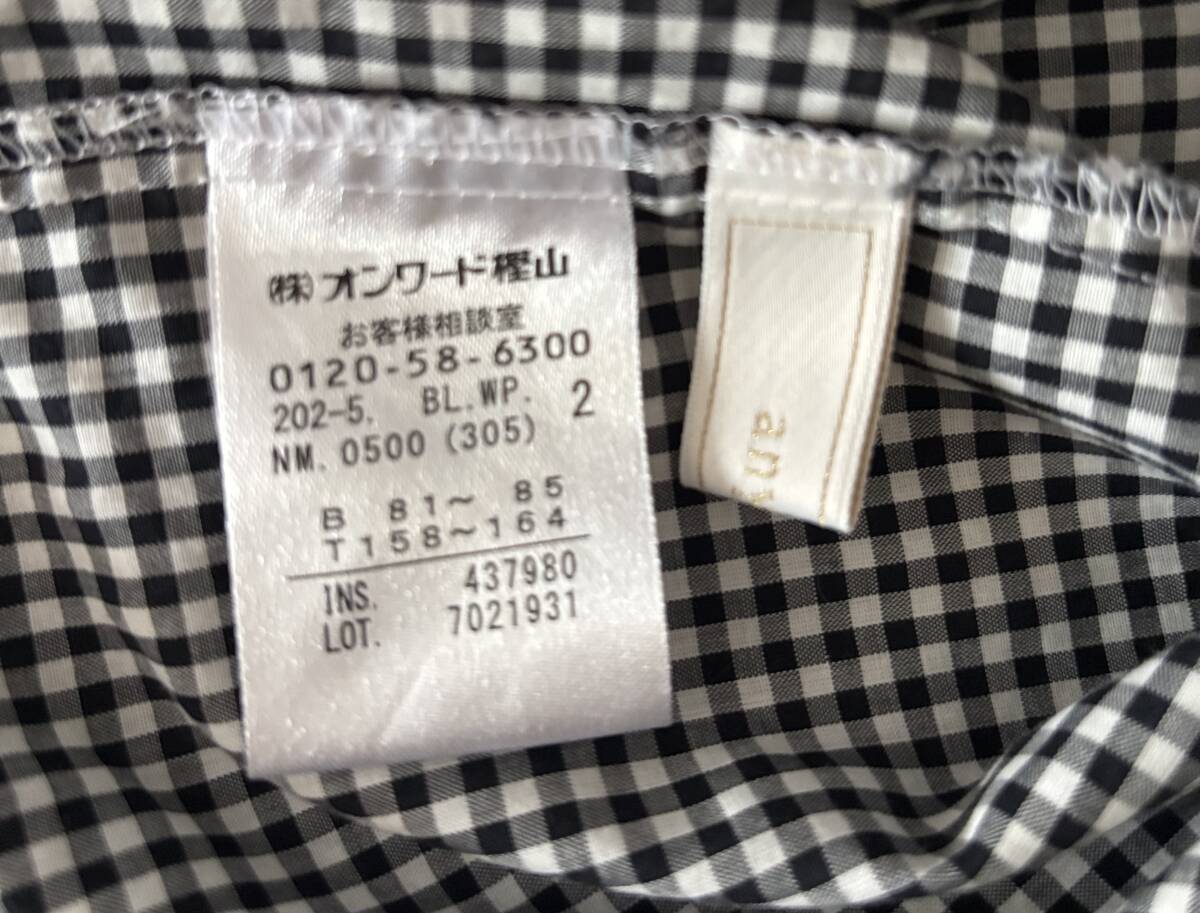 ㈱オンワード樫山
お客様相談室
0120-58-6300
202-5. BL.WP. 2
NM. 0500 (305)
B 81～ 85
T158～164
INS. 437980
LOT. 7021931